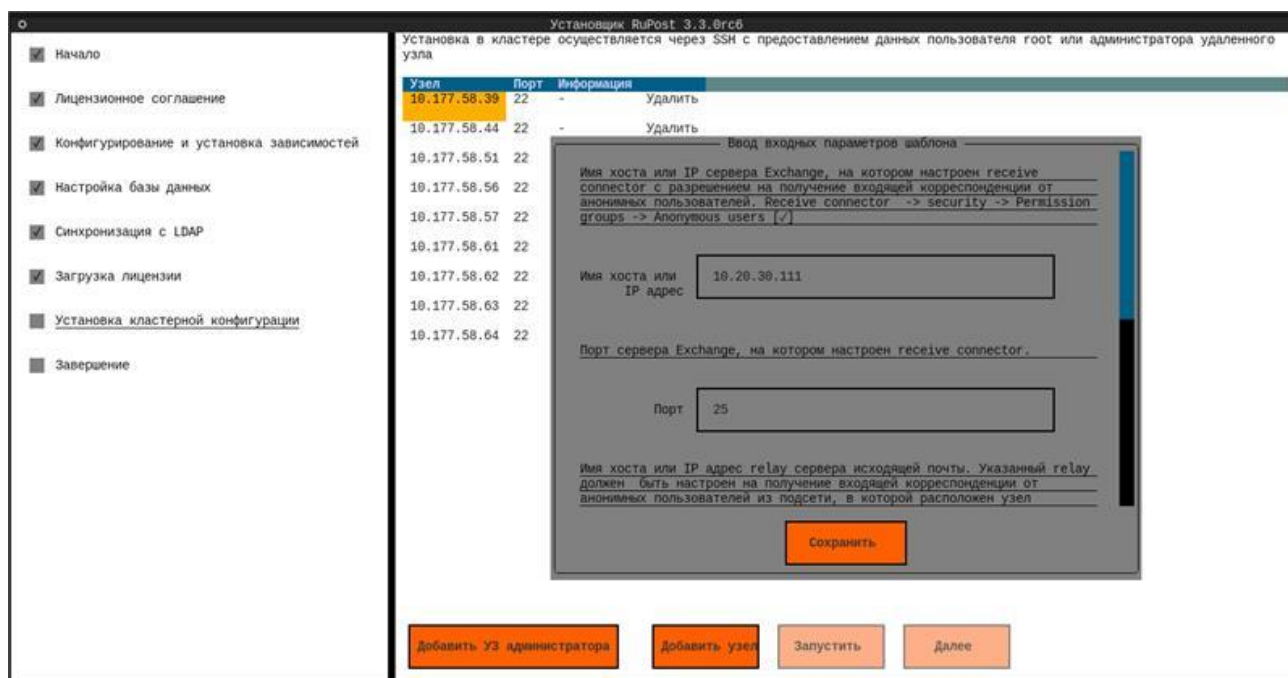 Установщик RuPost 3.3.0rc6
Начало
Лицензионное соглашение
Конфигурирование и установка зависимостей
Настройка базы данных
Синхронизация с LDAP
Загрузка лицензии
Установка кластерной конфигурации
Завершение
Установка в кластере осуществляется через SSH с предоставлением данных пользователя root или администратора удаленного
узла
Узел Порт Информация
10.177.58.39 22 - Удалить
10.177.58.44 22 - Удалить
10.177.58.51 22
10.177.58.56 22
10.177.58.57 22
10.177.58.61 22
10.177.58.62 22
10.177.58.63 22
10.177.58.64 22
Ввод входных параметров шаблона
Имя хоста или IP сервера Exchange, на котором настроен receive
connector с разрешением на получение входящей корреспонденции от
анонимных пользователей. Receive connector -> security -> Permission
groups -> Anonymous users [✓]
Имя хоста или
IP адрес
10.20.30.111
Порт сервера Exchange, на котором настроен receive connector.
Порт
25
Имя хоста или IP адрес relay сервера исходящей почты. Указанный relay
должен быть настроен на получение входящей корреспонденции от
анонимных пользователей из подсети, в которой расположен узел
Сохранить
Добавить УЗ администратора Добавить узел Запустить Далее